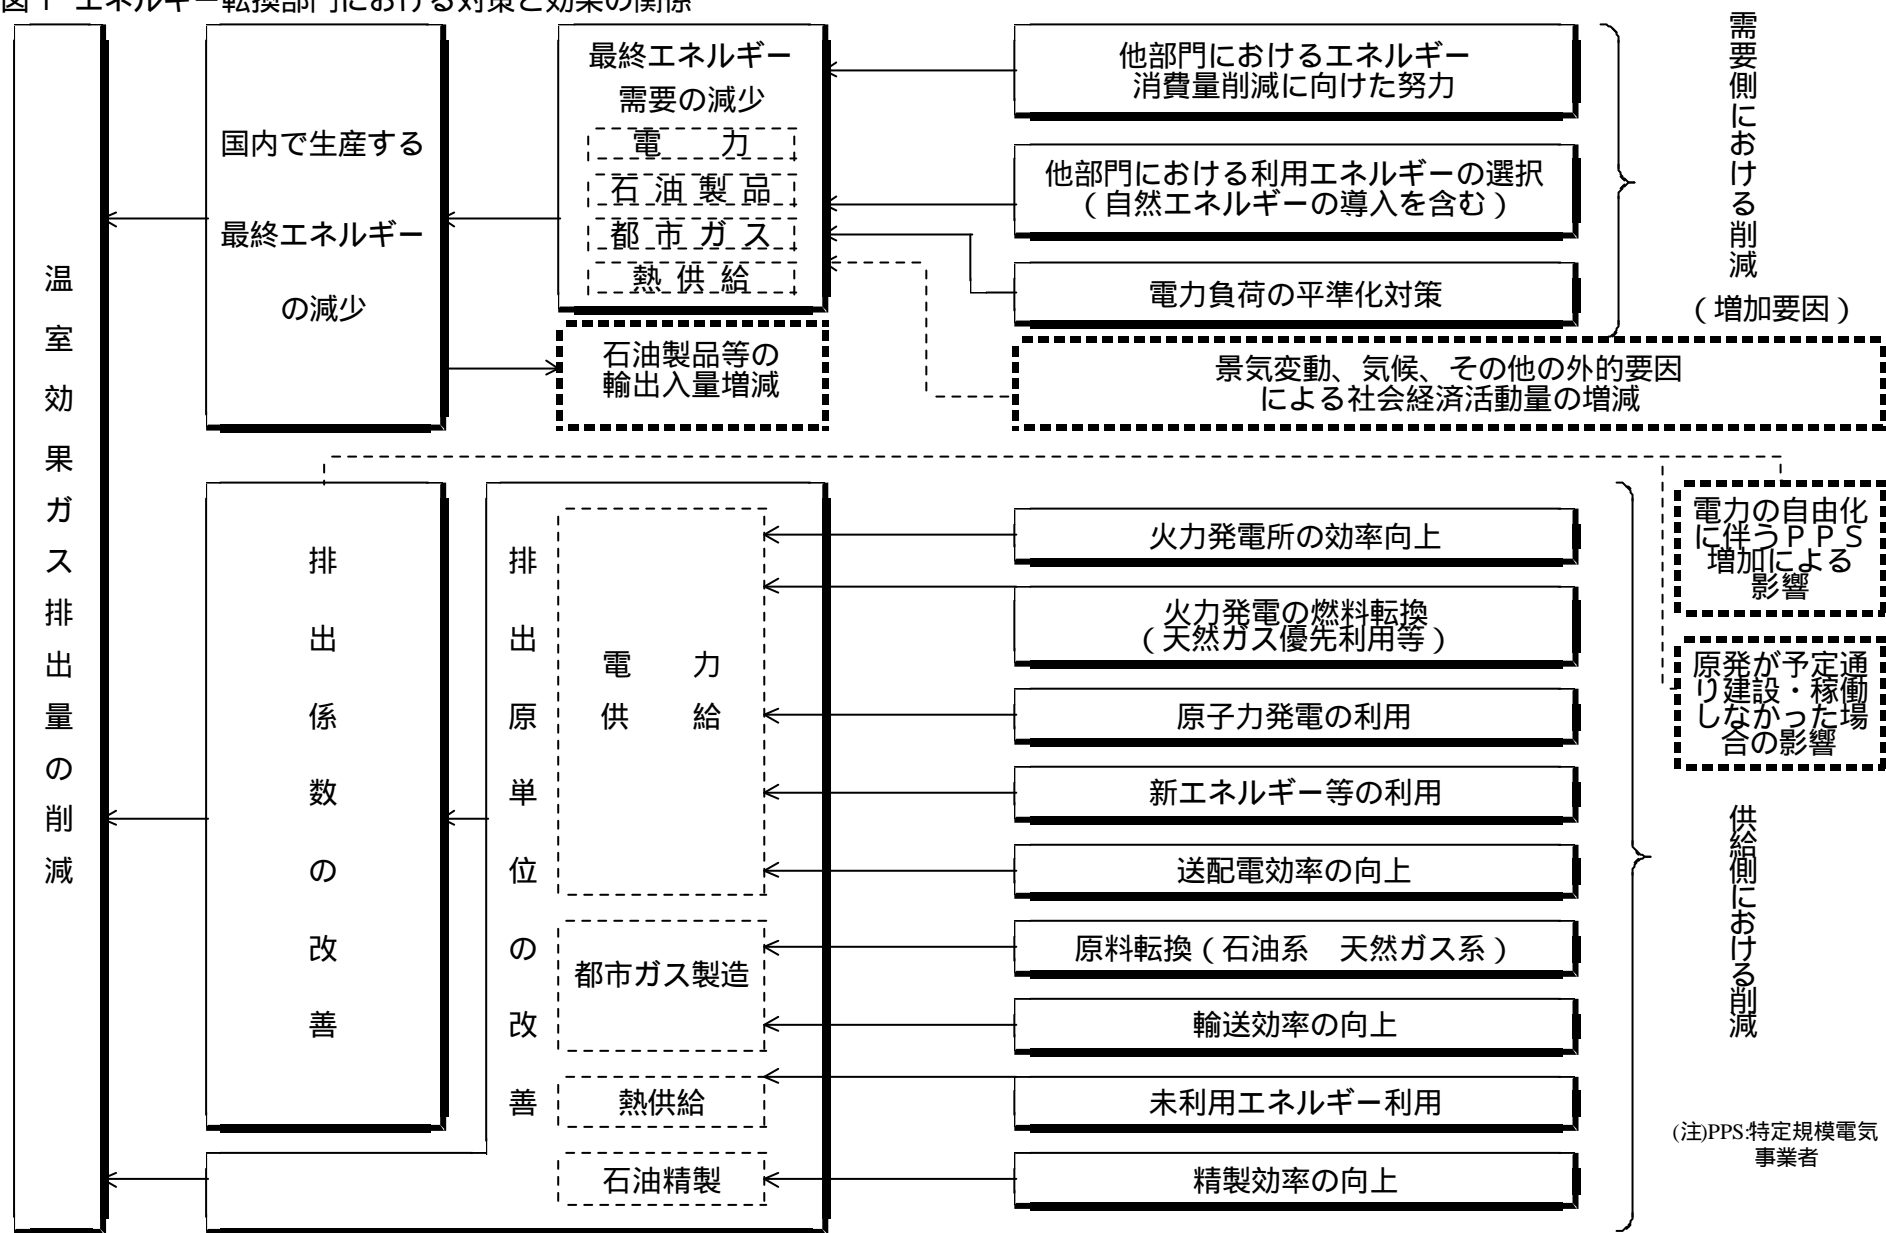 図1 エネルギー転換部門における対策と効果の関係
温室効果ガス排出量の削減
国内で生産する
最終エネルギー
の減少
最終エネルギー
需要の減少
電　力
石油製品
都市ガス
熱供給
石油製品等の
輸出入量増減
他部門におけるエネルギー
消費量削減に向けた努力
他部門における利用エネルギーの選択
（自然エネルギーの導入を含む）
電力負荷の平準化対策
景気変動、気候、その他の外的要因
による社会経済活動量の増減
需要側における削減
（増加要因）
排出係数の改善
排出原単位の改善
電　力
供　給
都市ガス製造
熱供給
石油精製
火力発電所の効率向上
火力発電の燃料転換
（天然ガス優先利用等）
原子力発電の利用
新エネルギー等の利用
送配電効率の向上
原料転換（石油系　天然ガス系）
輸送効率の向上
未利用エネルギー利用
精製効率の向上
電力の自由化
に伴うＰＰＳ
増加による
影響
原発が予定通
り建設・稼働
しなかった場
合の影響
供給側における削減
(注)PPS:特定規模電気
事業者